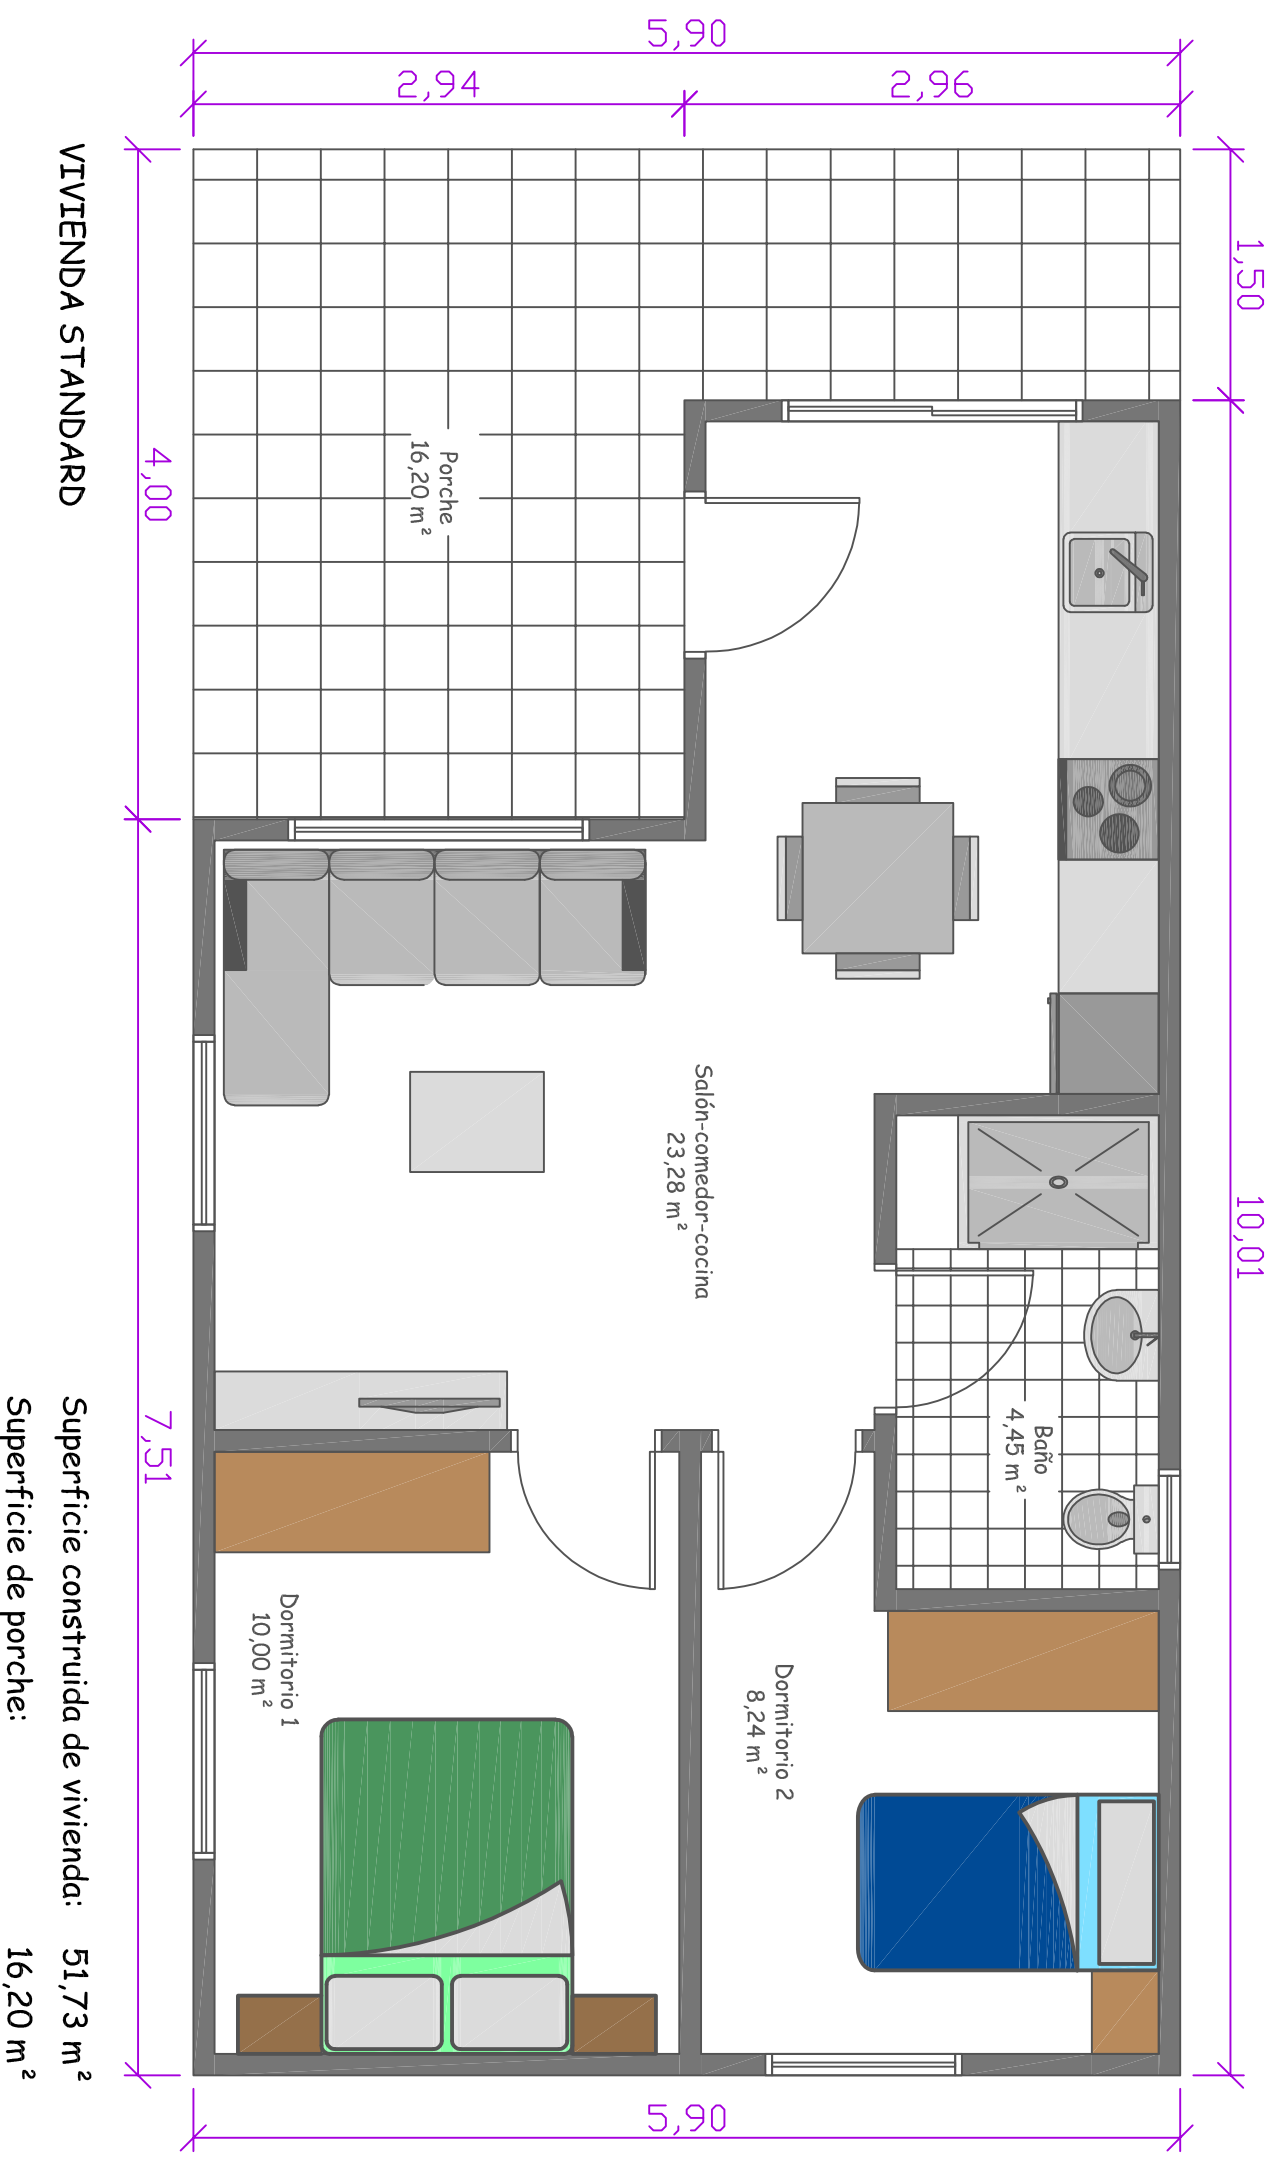 5,90
2,94
2,96
1,50
10,01
4,00
7,51
5,90
Porche
16,20 m²
Salón-comedor-cocina
23,28 m²
Baño
4,45 m²
Dormitorio 1
10,00 m²
Dormitorio 2
8,24 m²
VIVIENDA STANDARD
Superficie construida de vivienda: 51,73 m²
Superficie de porche: 16,20 m²